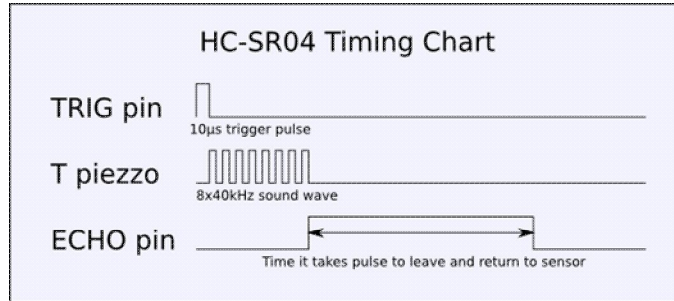 HC-SR04 Timing Chart
TRIG pin
10μs trigger pulse
T piezzo
8x40kHz sound wave
ECHO pin
Time it takes pulse to leave and return to sensor